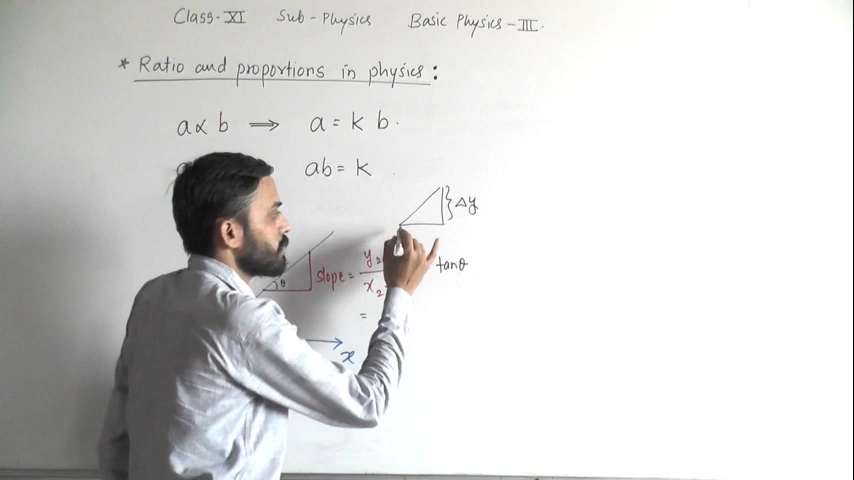 Class-XI Sub-Physics Basic Physics-III.
* Ratio and proportions in physics:
a ∝ b ⟹ a = k b.
ab = k
Δy
θ slope = y₂ tanθ
x₂
=
x